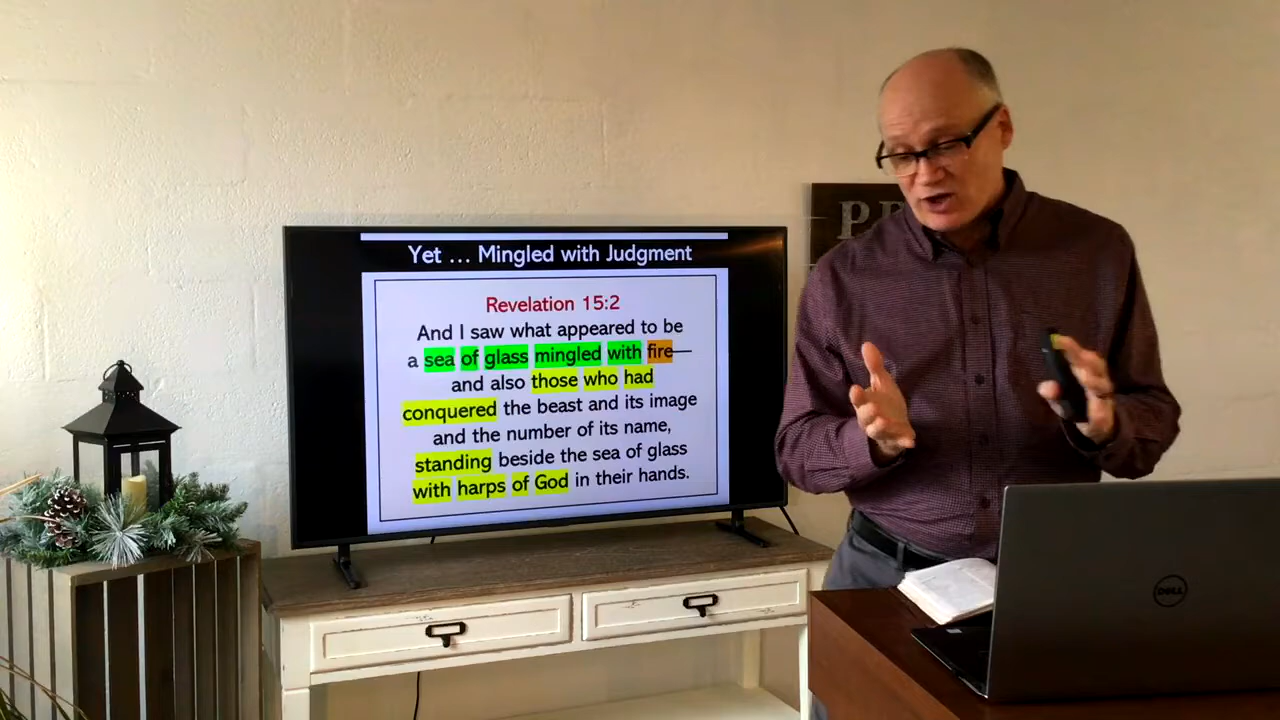 Yet ... Mingled with Judgment
Revelation 15:2
And I saw what appeared to be
a sea of glass mingled with fire—
and also those who had
conquered the beast and its image
and the number of its name,
standing beside the sea of glass
with harps of God in their hands.
DELL